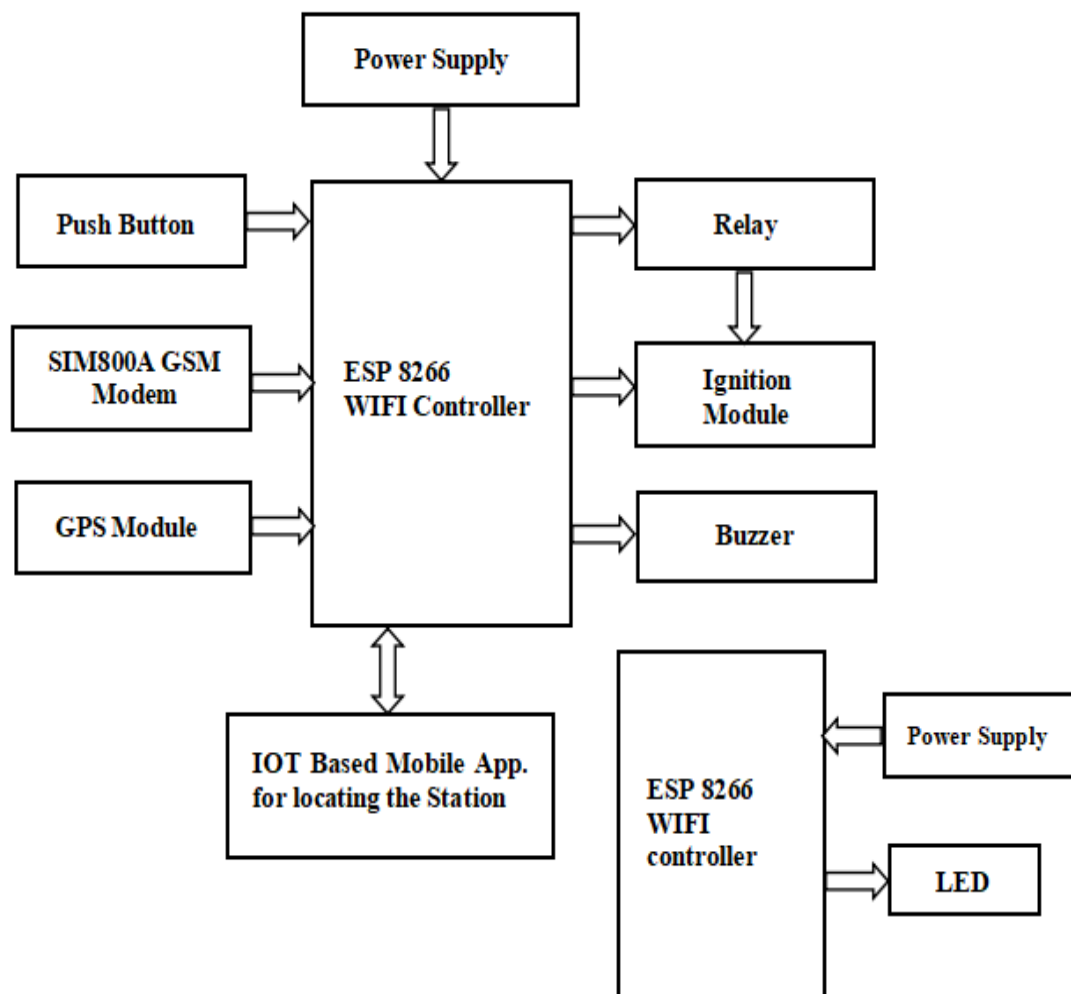 Power Supply
Push Button
Relay
SIM800A GSM
Modem
ESP 8266
WIFI Controller
Ignition
Module
GPS Module
Buzzer
IOT Based Mobile App.
for locating the Station
Power Supply
ESP 8266
WIFI
controller
LED